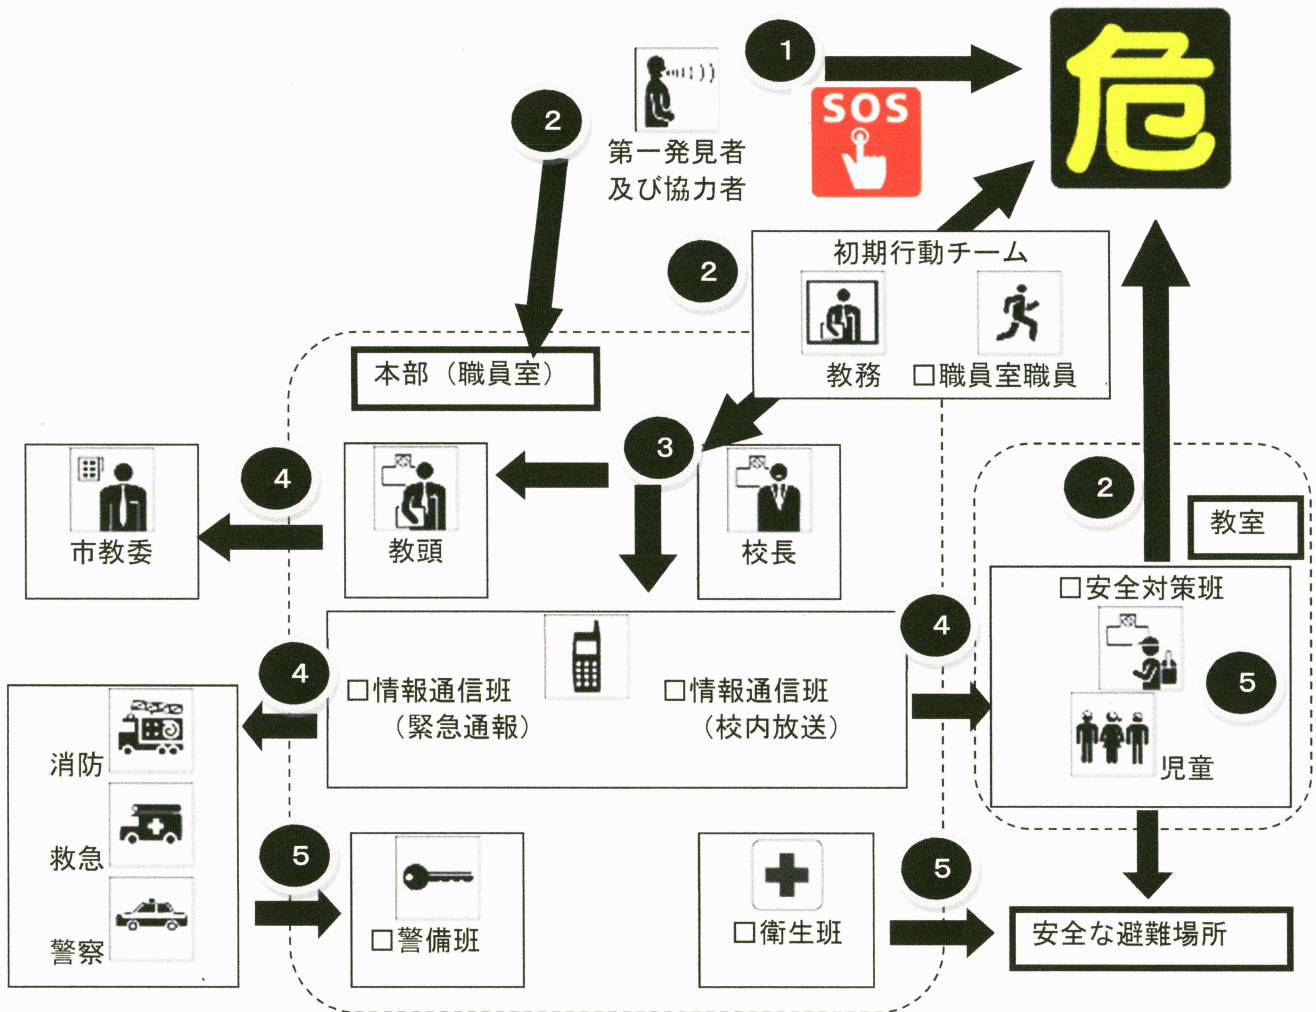 1
危
SOS
2
第一発見者
及び協力者
初期行動チーム
2
教務
□職員室職員
本部（職員室）
3
4
2
教室
市教委
教頭
校長
□安全対策班
4
4
□情報通信班
（緊急通報）
□情報通信班
（校内放送）
5
児童
消防
救急
警察
5
□警備班
5
□衛生班
安全な避難場所